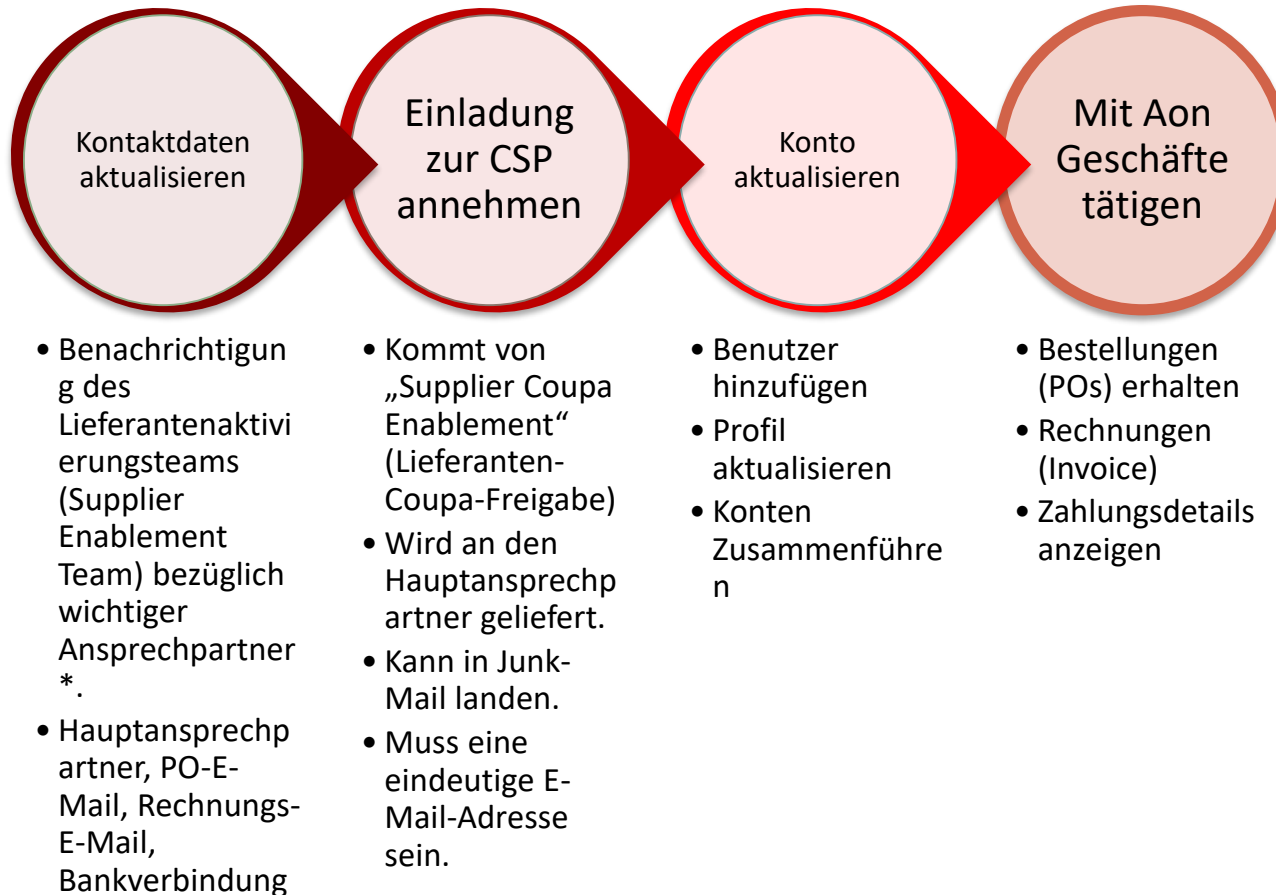 Kontaktdaten
aktualisieren
Einladung
zur CSP
annehmen
Konto
aktualisieren
Mit Aon
Geschäfte
tätigen
• Benachrichtigun
g des
Lieferantenaktivi
erungsteams
(Supplier
Enablement
Team) bezüglich
wichtiger
Ansprechpartner
*.
• Hauptansprechp
artner, PO-E-
Mail, Rechnungs-
E-Mail,
Bankverbindung
• Kommt von
„Supplier Coupa
Enablement“
(Lieferanten-
Coupa-Freigabe)
• Wird an den
Hauptansprechp
artner geliefert.
• Kann in Junk-
Mail landen.
• Muss eine
eindeutige E-
Mail-Adresse
sein.
• Benutzer
hinzufügen
• Profil
aktualisieren
• Konten
Zusammenführe
n
• Bestellungen
(POs) erhalten
• Rechnungen
(Invoice)
• Zahlungsdetails
anzeigen